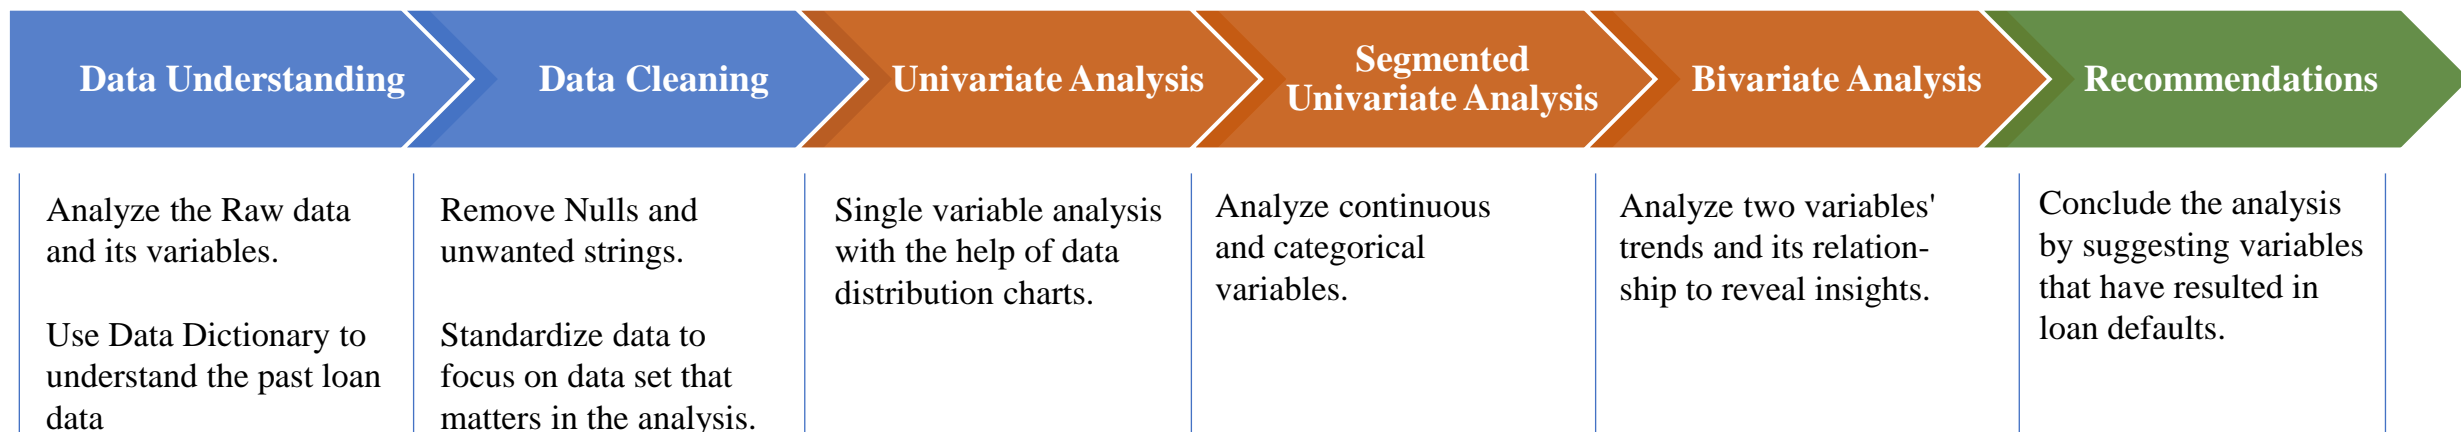 Data Understanding
Data Cleaning
Univariate Analysis
Segmented
Univariate Analysis
Bivariate Analysis
Recommendations
Analyze the Raw data
and its variables.
Use Data Dictionary to
understand the past loan
data
Remove Nulls and
unwanted strings.
Standardize data to
focus on data set that
matters in the analysis.
Single variable analysis
with the help of data
distribution charts.
Analyze continuous
and categorical
variables.
Analyze two variables'
trends and its relation-
ship to reveal insights.
Conclude the analysis
by suggesting variables
that have resulted in
loan defaults.